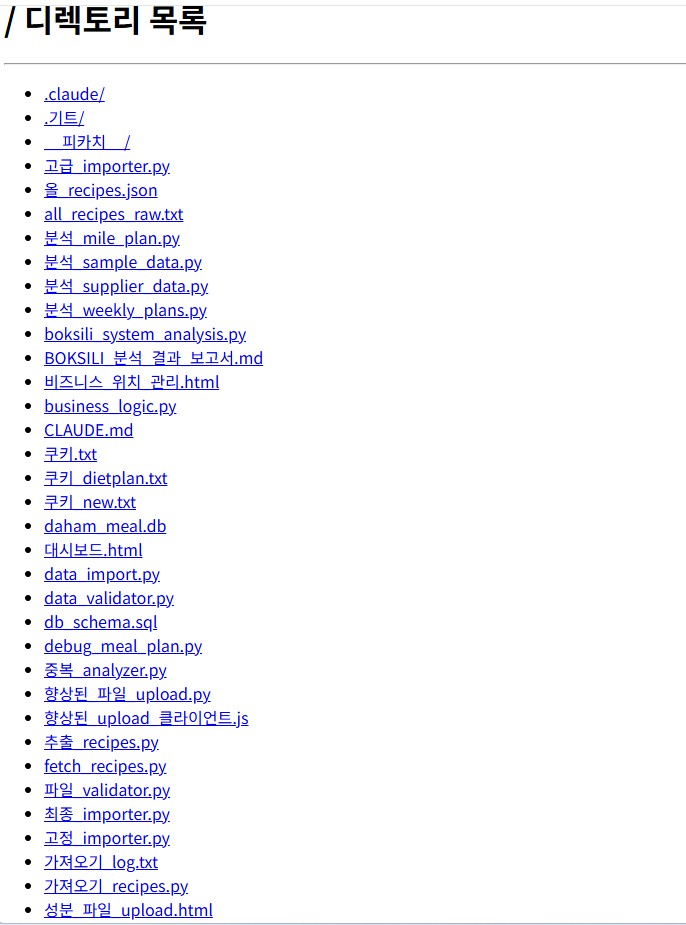 / 디렉토리 목록
.claude/
.기트/
__피카치__/
고급_importer.py
올_recipes.json
all_recipes_raw.txt
분석_mile_plan.py
분석_sample_data.py
분석_supplier_data.py
분석_weekly_plans.py
boksili_system_analysis.py
BOKSILI_분석_결과_보고서.md
비즈니스_위치_관리.html
business_logic.py
CLAUDE.md
쿠키.txt
쿠키_dietplan.txt
쿠키_new.txt
daham_meal.db
대시보드.html
data_import.py
data_validator.py
db_schema.sql
debug_meal_plan.py
중복_analyzer.py
향상된_파일_upload.py
향상된_upload_클라이언트.js
추출_recipes.py
fetch_recipes.py
파일_validator.py
최종_importer.py
고정_importer.py
가져오기_log.txt
가져오기_recipes.py
성분_파일_upload.html